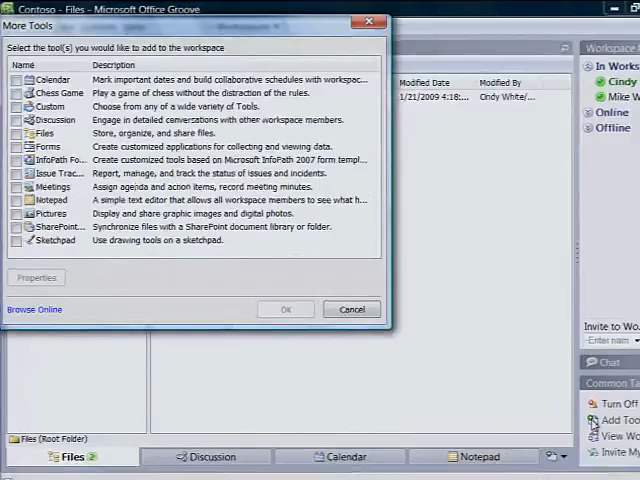 Contoso - Files - Microsoft Office Groove
More Tools
Select the tool(s) you would like to add to the workspace
Name Description
Calendar Mark important dates and build collaborative schedules with workspac...
Chess Game Play a game of chess without the distraction of the rules.
Custom Choose from any of a wide variety of Tools.
Discussion Engage in detailed conversations with other workspace members.
Files Store, organize, and share files.
Forms Create customized applications for collecting and viewing data.
InfoPath Fo... Create customized tools based on Microsoft InfoPath 2007 form templ...
Issue Trac... Report, manage, and track the status of issues and incidents.
Meetings Assign agenda and action items, record meeting minutes.
Notepad A simple text editor that allows all workspace members to see what h...
Pictures Display and share graphic images and digital photos.
SharePoint... Synchronize files with a SharePoint document library or folder.
Sketchpad Use drawing tools on a sketchpad.
Properties
Browse Online OK Cancel
Modified Date Modified By
1/21/2009 4:18:... Cindy White/...
Workspace
In Works
Cindy
Mike W
Online
Offline
Invite to Wo
Enter nam
Chat
Common Ta
Turn Off
Add Too
View Wo
Invite My
Files (Root Folder)
Files 2 Discussion Calendar Notepad